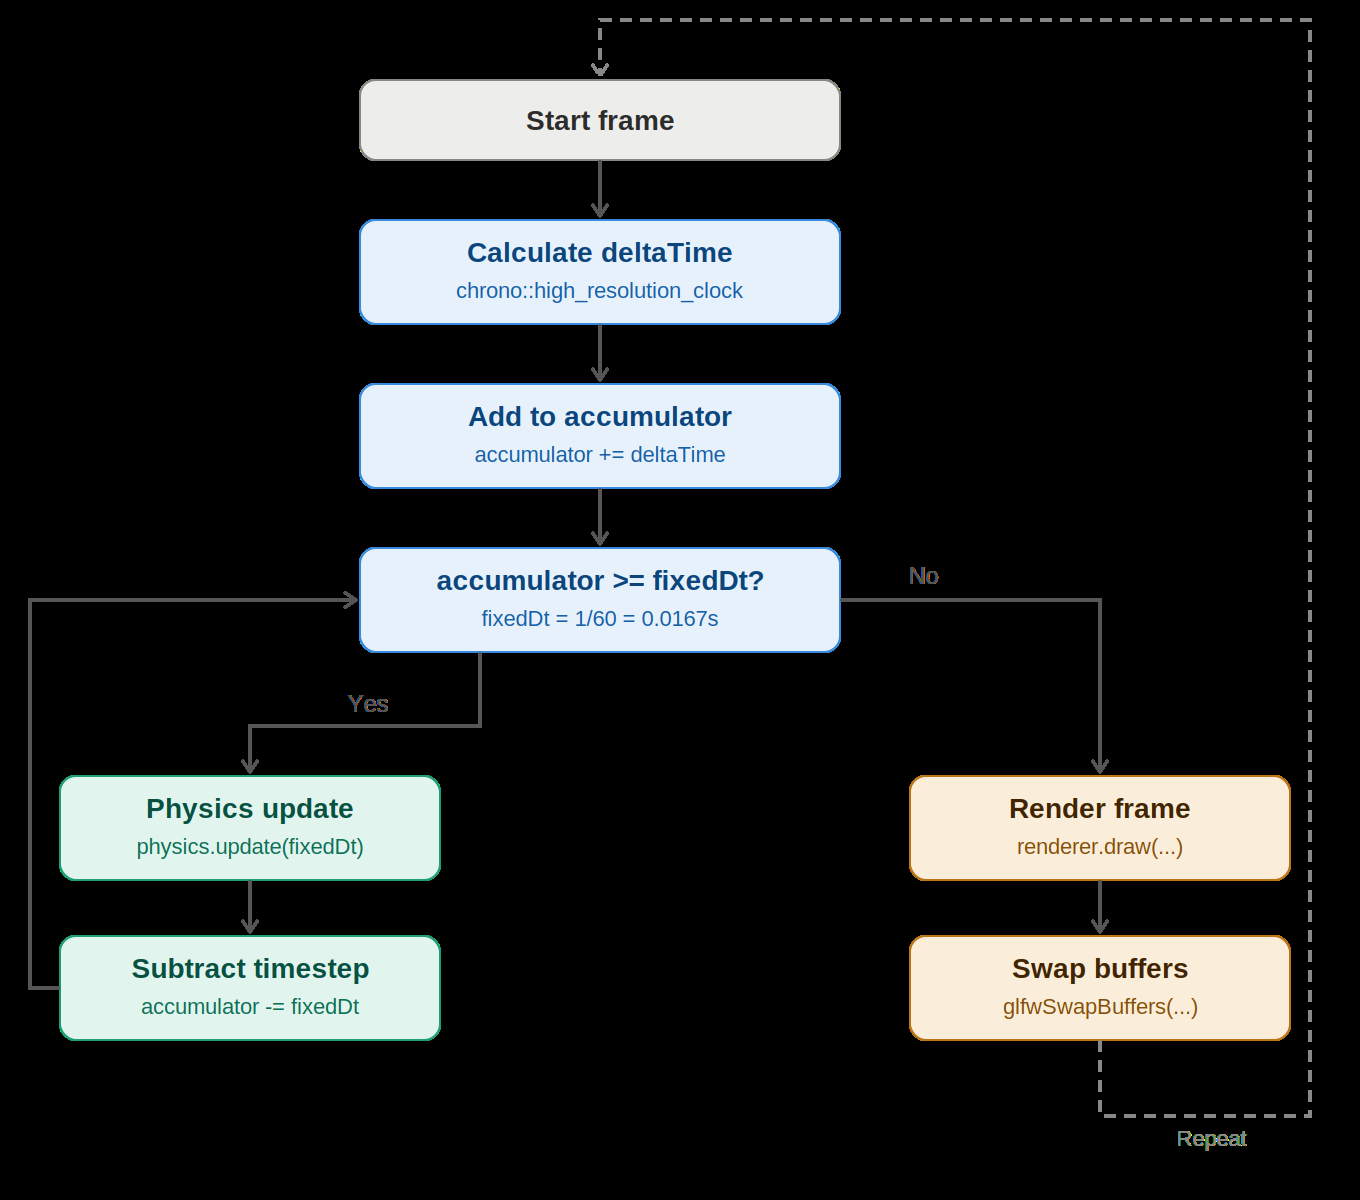 Start frame
Calculate deltaTime
chrono::high_resolution_clock
Add to accumulator
accumulator += deltaTime
accumulator >= fixedDt?
fixedDt = 1/60 = 0.0167s
No
Yes
Physics update
physics.update(fixedDt)
Subtract timestep
accumulator -= fixedDt
Render frame
renderer.draw(...)
Swap buffers
glfwSwapBuffers(...)
Repeat